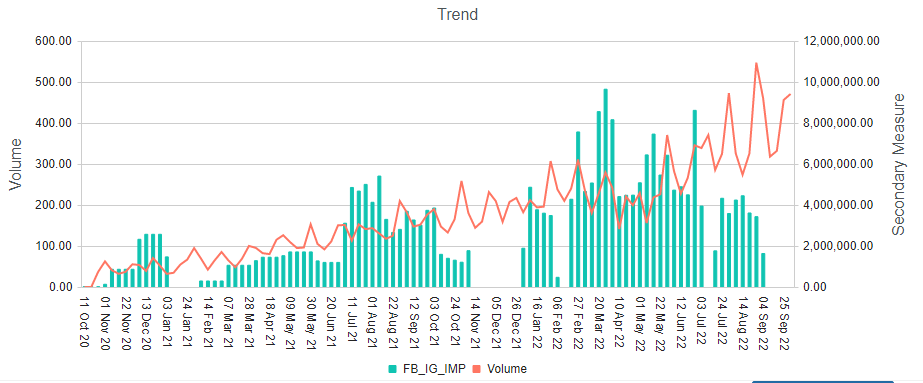 Trend
600.00
500.00
400.00
300.00
200.00
100.00
0.00
Volume
12,000,000.00
10,000,000.00
8,000,000.00
6,000,000.00
4,000,000.00
2,000,000.00
0.00
Secondary Measure
11 Oct 20
01 Nov 20
22 Nov 20
13 Dec 20
03 Jan 21
24 Jan 21
14 Feb 21
07 Mar 21
28 Mar 21
18 Apr 21
09 May 21
30 May 21
20 Jun 21
11 Jul 21
01 Aug 21
22 Aug 21
12 Sep 21
03 Oct 21
24 Oct 21
14 Nov 21
05 Dec 21
26 Dec 21
16 Jan 22
06 Feb 22
27 Feb 22
20 Mar 22
10 Apr 22
01 May 22
22 May 22
12 Jun 22
03 Jul 22
24 Jul 22
14 Aug 22
04 Sep 22
25 Sep 22
FB_IG_IMP Volume